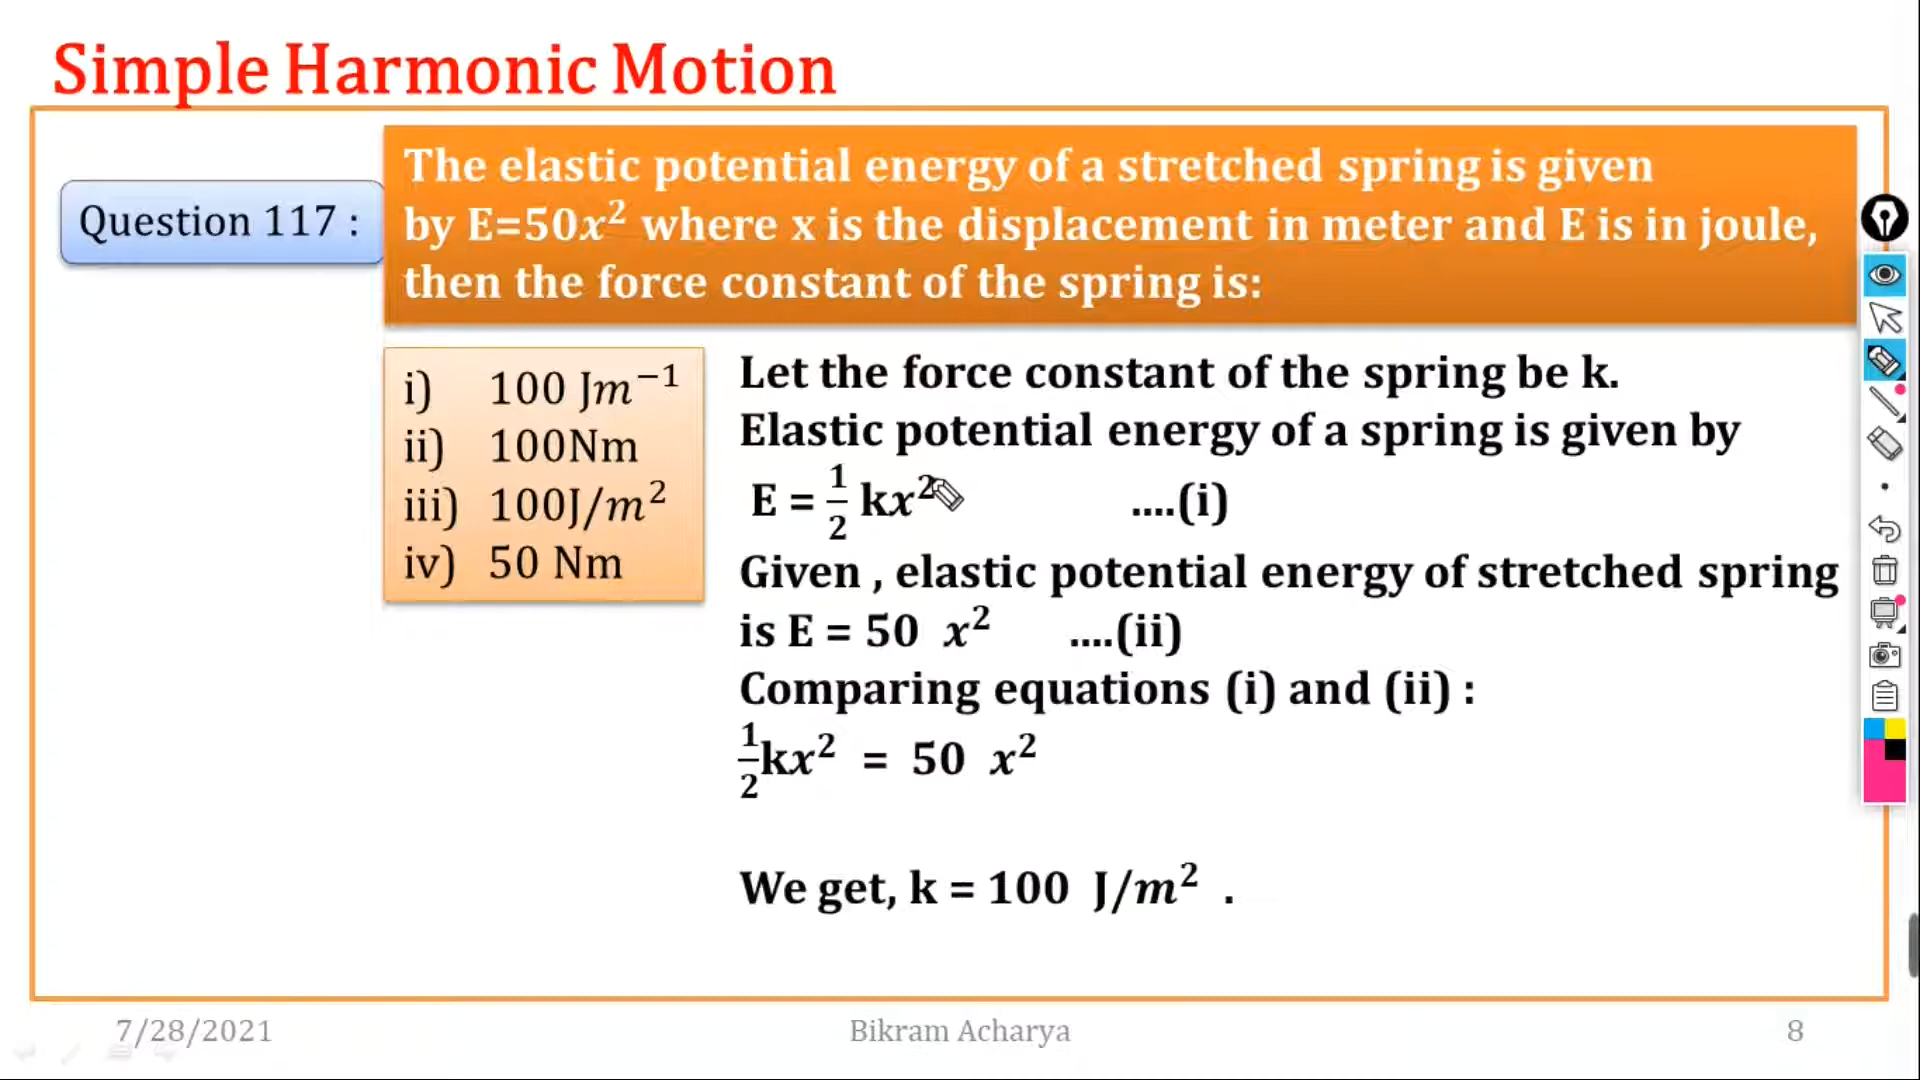 Simple Harmonic Motion
Question 117 :
The elastic potential energy of a stretched spring is given
by E=50x² where x is the displacement in meter and E is in joule,
then the force constant of the spring is:
i) 100 Jm⁻¹
ii) 100Nm
iii) 100J/m²
iv) 50 Nm
Let the force constant of the spring be k.
Elastic potential energy of a spring is given by
E = 1/2 kx² ....(i)
Given , elastic potential energy of stretched spring
is E = 50 x² ....(ii)
Comparing equations (i) and (ii) :
1/2 kx² = 50 x²
We get, k = 100 J/m² .
7/28/2021
Bikram Acharya
8